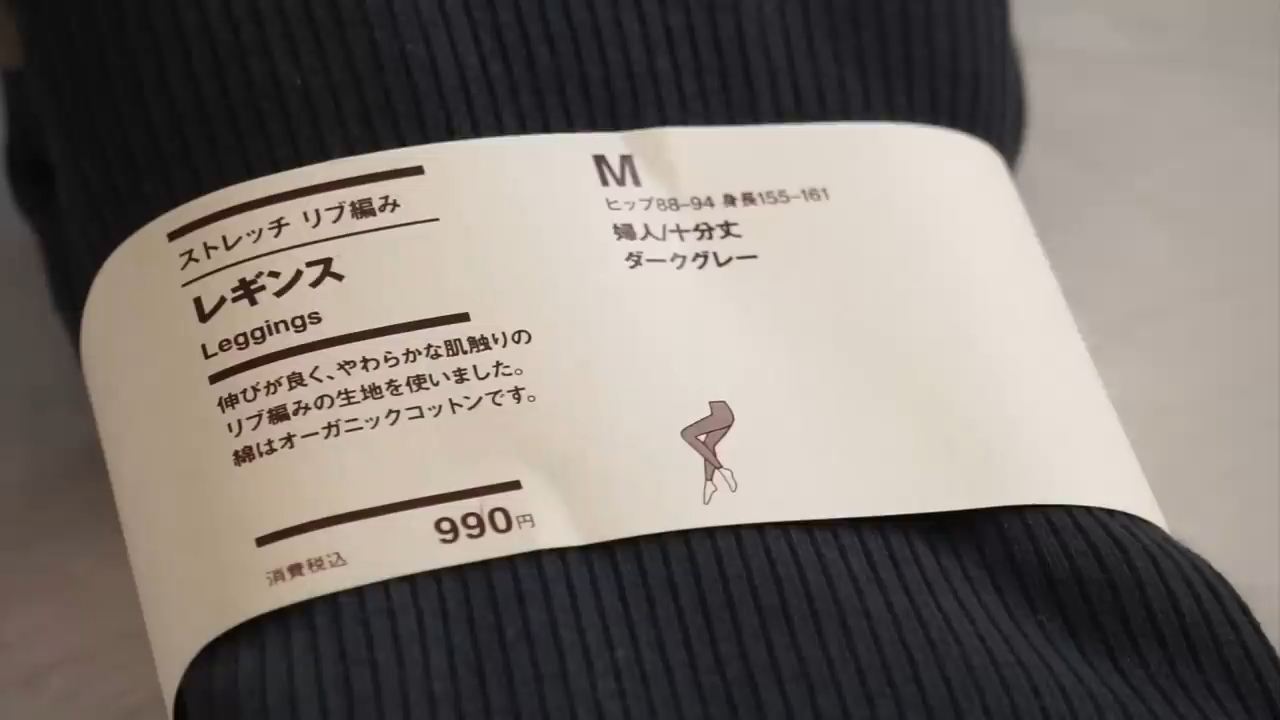 ストレッチ リブ編み
レギンス
Leggings
伸びが良く、やわらかな肌触りの
リブ編みの生地を使いました。
綿はオーガニックコットンです。
990円
消費税込
M
ヒップ88–94 身長155–161
婦人/十分丈
ダークグレー